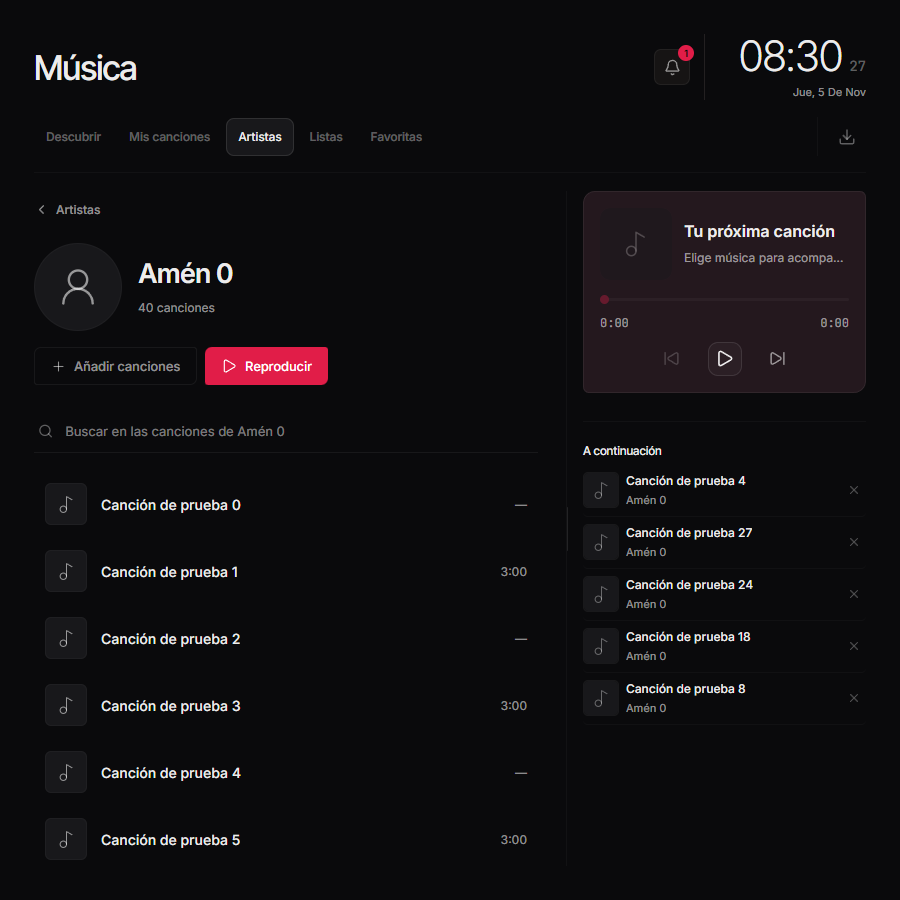 Música
1
08:30 27
Jue, 5 De Nov
Descubrir Mis canciones Artistas Listas Favoritas
Artistas
Amén 0
40 canciones
Añadir canciones Reproducir
Buscar en las canciones de Amén 0
Canción de prueba 0 —
Canción de prueba 1 3:00
Canción de prueba 2 —
Canción de prueba 3 3:00
Canción de prueba 4 —
Canción de prueba 5 3:00
Tu próxima canción
Elige música para acompa...
0:00 0:00
A continuación
Canción de prueba 4
Amén 0
Canción de prueba 27
Amén 0
Canción de prueba 24
Amén 0
Canción de prueba 18
Amén 0
Canción de prueba 8
Amén 0